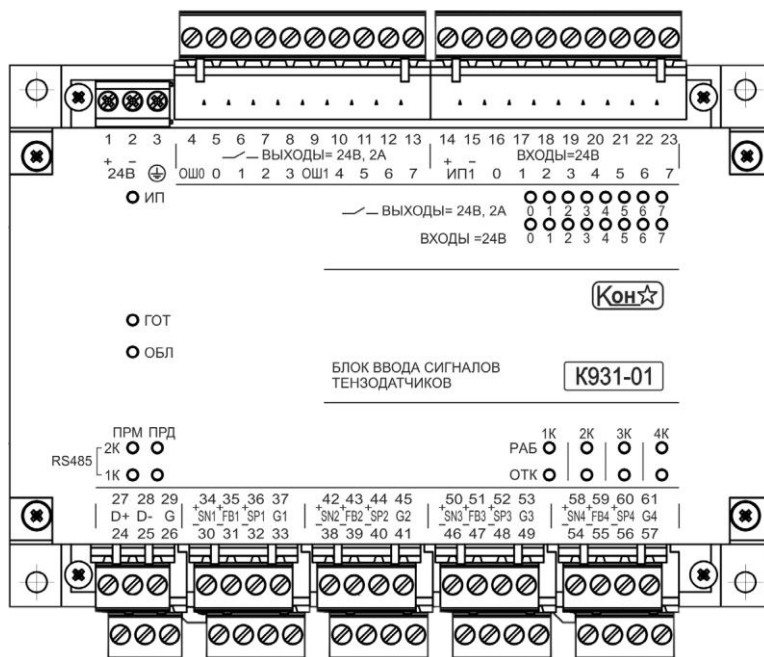 1 2 3 4 5 6 7 8 9 10 11 12 13 14 15 16 17 18 19 20 21 22 23
+ − ВЫХОДЫ= 24В, 2А + − ВХОДЫ=24В
24В ОШ0 0 1 2 3 ОШ1 4 5 6 7 ИП1 0 1 2 3 4 5 6 7
ИП
ВЫХОДЫ= 24В, 2А 0 1 2 3 4 5 6 7
ВХОДЫ =24В 0 1 2 3 4 5 6 7
Кон☆
ГОТ
ОБЛ
БЛОК ВВОДА СИГНАЛОВ
ТЕНЗОДАТЧИКОВ
К931-01
ПРМ ПРД 1К 2К 3К 4К
RS485 2К РАБ
1К ОТК
27 28 29 34 35 36 37 42 43 44 45 50 51 52 53 58 59 60 61
D+ D- G +SN1 +FB1 +SP1 G1 +SN2 +FB2 +SP2 G2 +SN3 +FB3 +SP3 G3 +SN4 +FB4 +SP4 G4
24 25 26 −30 −31 −32 33 −38 −39 −40 41 −46 −47 −48 49 −54 −55 −56 57